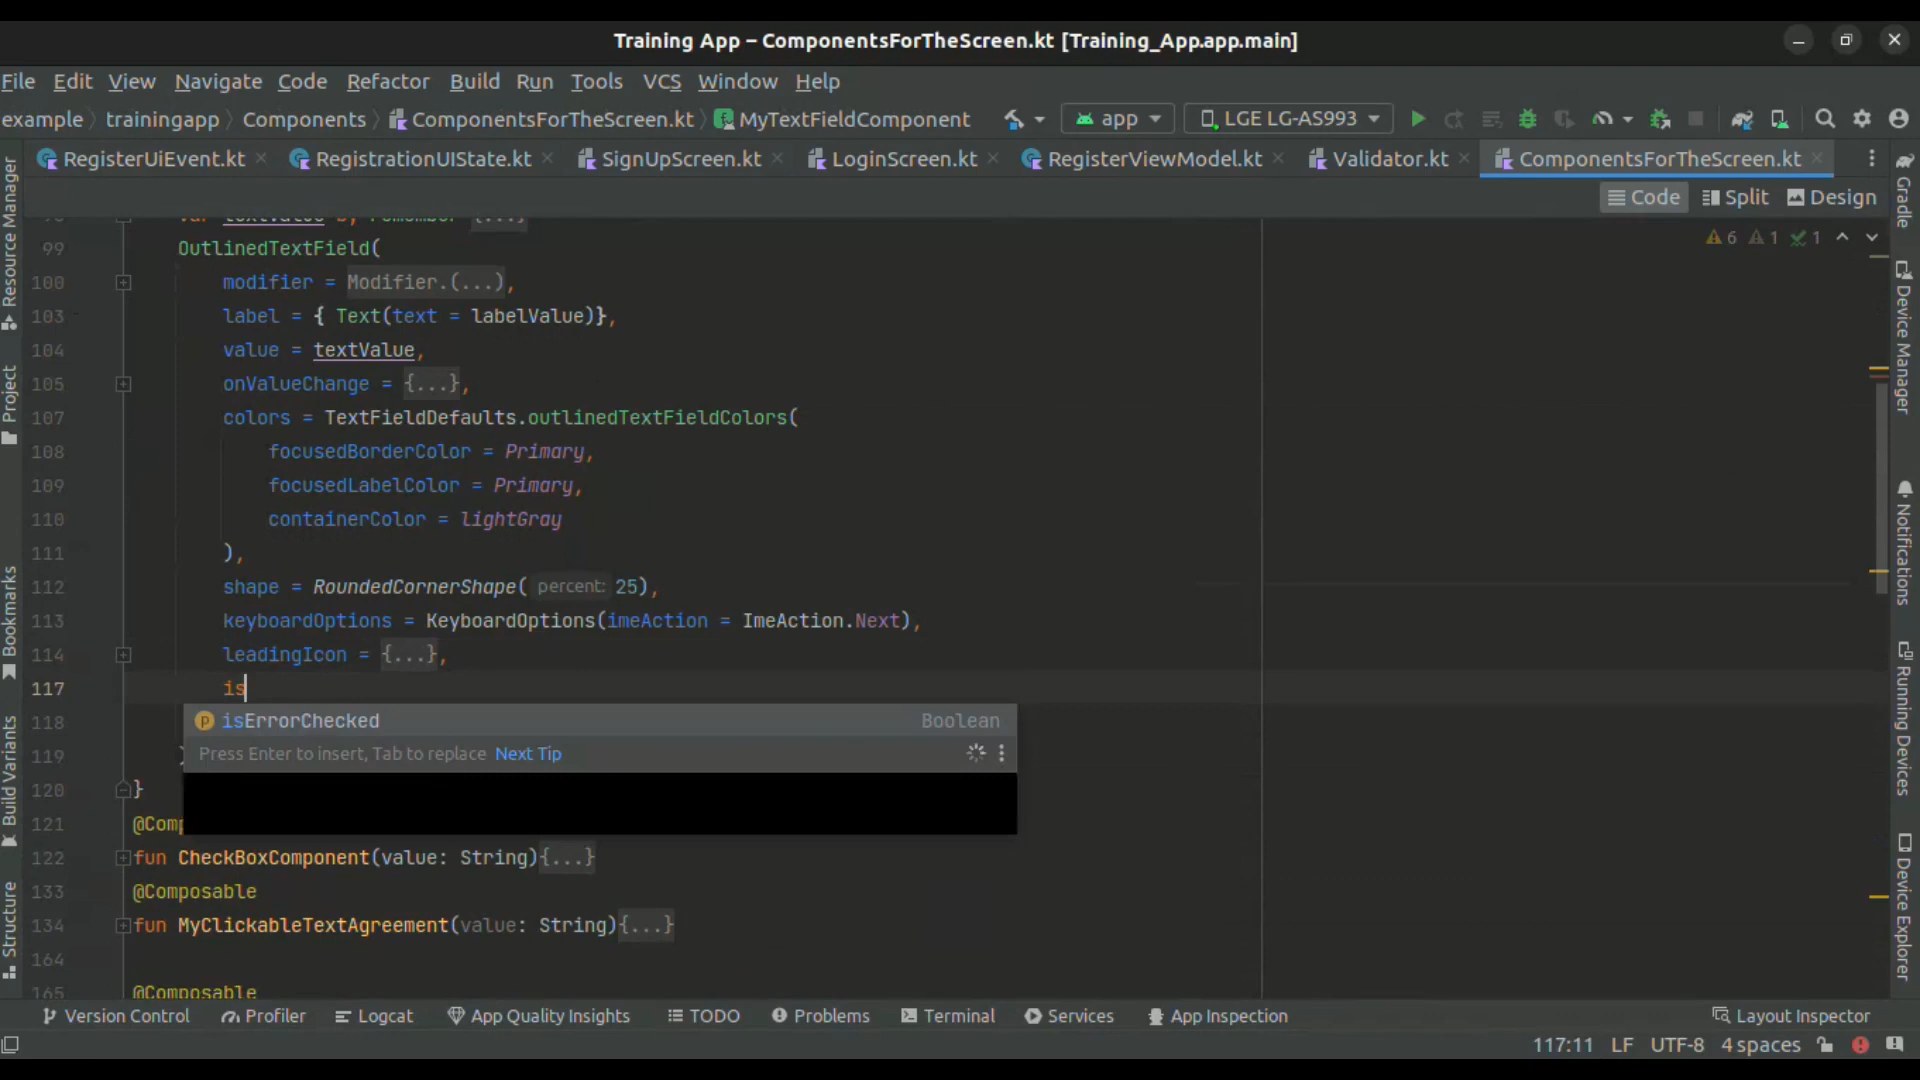 Training App – ComponentsForTheScreen.kt [Training_App.app.main]
File Edit View Navigate Code Refactor Build Run Tools VCS Window Help
example trainingapp Components ComponentsForTheScreen.kt MyTextFieldComponent app LGE LG-AS993
RegisterUiEvent.kt RegistrationUIState.kt SignUpScreen.kt LoginScreen.kt RegisterViewModel.kt Validator.kt ComponentsForTheScreen.kt
Code Split Design
6 1 1
99 OutlinedTextField(
100 modifier = Modifier.(...),
103 label = { Text(text = labelValue)},
104 value = textValue,
105 onValueChange = {...},
107 colors = TextFieldDefaults.outlinedTextFieldColors(
108 focusedBorderColor = Primary,
109 focusedLabelColor = Primary,
110 containerColor = lightGray
111 ),
112 shape = RoundedCornerShape( percent: 25),
113 keyboardOptions = KeyboardOptions(imeAction = ImeAction.Next),
114 leadingIcon = {...},
117 is
118
isErrorChecked Boolean
119
Press Enter to insert, Tab to replace Next Tip
120 }
121 @Comp
122 fun CheckBoxComponent(value: String){...}
133 @Composable
134 fun MyClickableTextAgreement(value: String){...}
164
165 @Composable
Resource Manager
Project
Bookmarks
Build Variants
Structure
Gradle
Device Manager
Notifications
Running Devices
Device Explorer
Version Control Profiler Logcat App Quality Insights TODO Problems Terminal Services App Inspection Layout Inspector
117:11 LF UTF-8 4 spaces